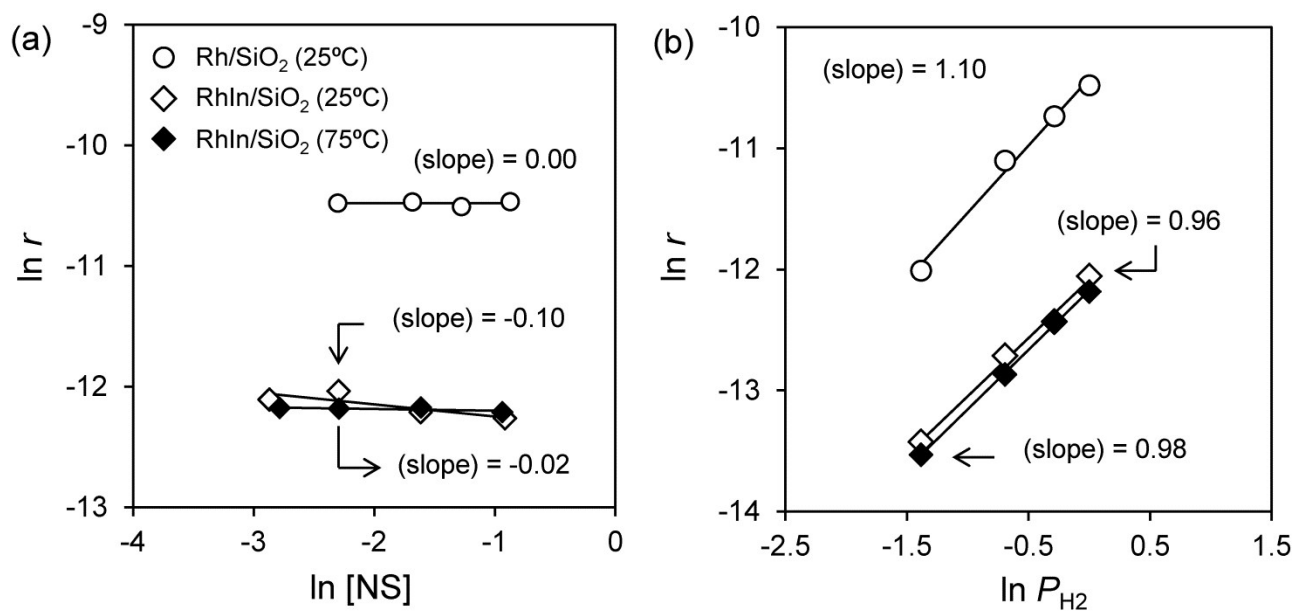 (a)
-9
-10
-11
-12
-13
-4
-3
-2
-1
0
ln r
ln [NS]
Rh/SiO₂ (25ºC)
RhIn/SiO₂ (25ºC)
RhIn/SiO₂ (75ºC)
(slope) = 0.00
(slope) = -0.10
(slope) = -0.02
(b)
-10
-11
-12
-13
-14
-2.5
-1.5
-0.5
0.5
1.5
ln r
ln P_H2
(slope) = 1.10
(slope) = 0.96
(slope) = 0.98